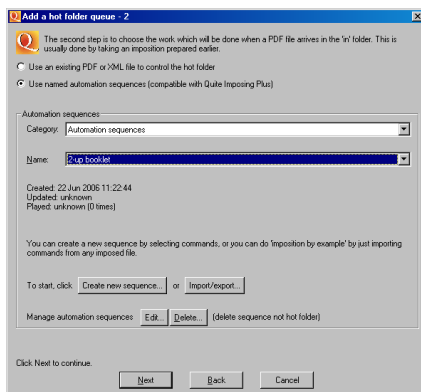 Add a hot folder queue - 2
The second step is to choose the work which will be done when a PDF file arrives in the 'in' folder. This is
usually done by taking an imposition prepared earlier.
Use an existing PDF or XML file to control the hot folder
Use named automation sequences (compatible with Quite Imposing Plus)
Automation sequences
Category: Automation sequences
Name: 2-up booklet
Created: 22 Jun 2006 11:22:44
Updated: unknown
Played: unknown (0 times)
You can create a new sequence by selecting commands, or you can do 'imposition by example' by just importing
commands from any imposed file.
To start, click Create new sequence... or Import/export...
Manage automation sequences Edit... Delete... (delete sequence not hot folder)
Click Next to continue.
Next Back Cancel